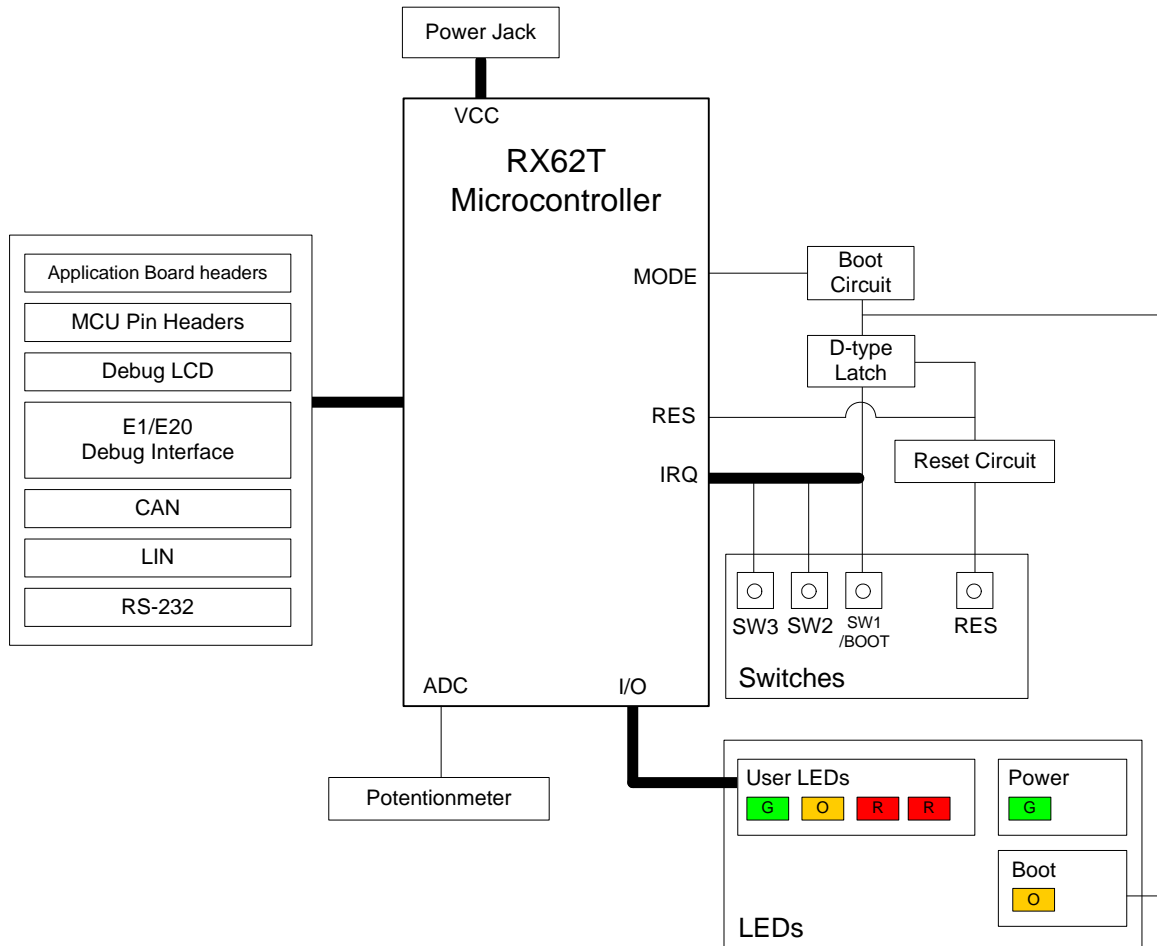 Power Jack
VCC
RX62T
Microcontroller
Application Board headers
MCU Pin Headers
Debug LCD
E1/E20
Debug Interface
CAN
LIN
RS-232
MODE
RES
IRQ
Boot
Circuit
D-type
Latch
Reset Circuit
SW3
SW2
SW1
/BOOT
RES
Switches
ADC
I/O
Potentionmeter
User LEDs
G
O
R
R
Power
G
Boot
O
LEDs